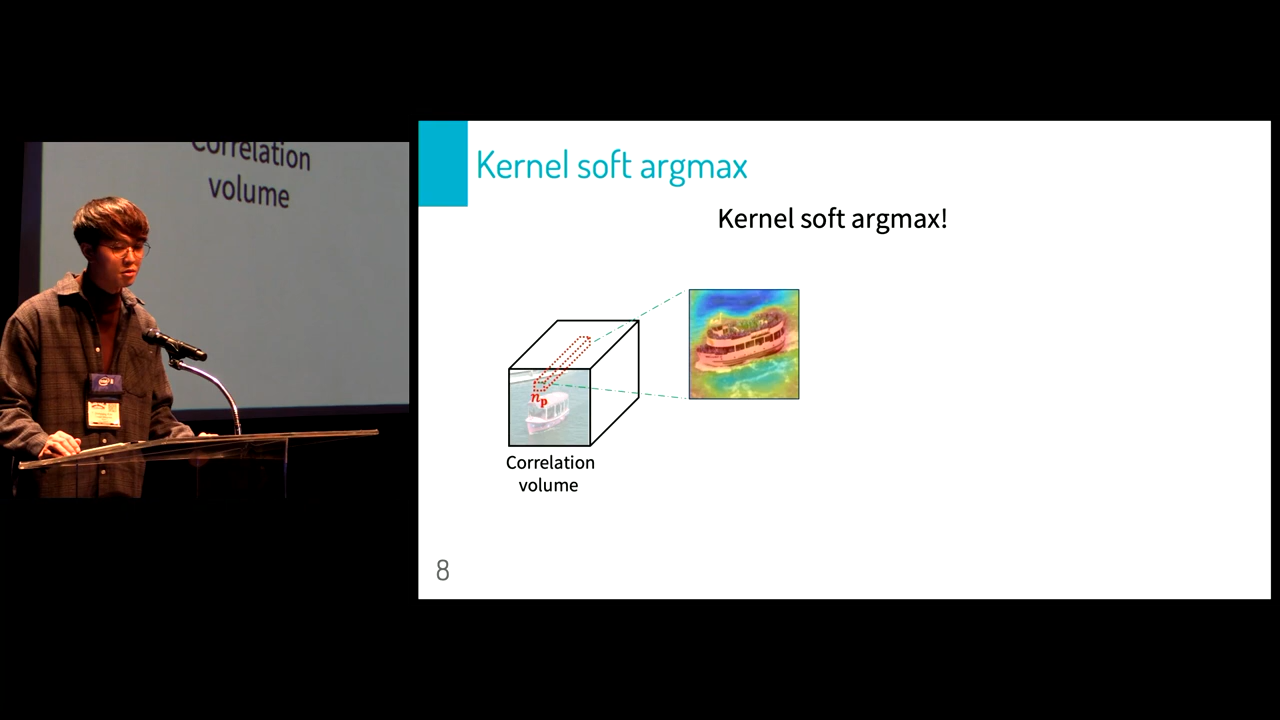 Correlation
volume
Kernel soft argmax
Kernel soft argmax!
n_p
Correlation
volume
8